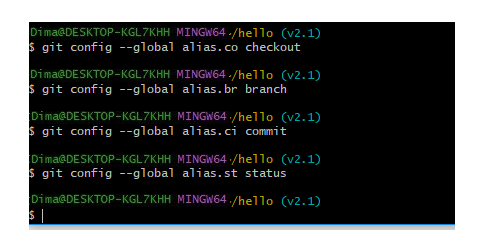 Dima@DESKTOP-KGL7KHH MINGW64 ./hello (v2.1)
$ git config --global alias.co checkout
Dima@DESKTOP-KGL7KHH MINGW64 ./hello (v2.1)
$ git config --global alias.br branch
Dima@DESKTOP-KGL7KHH MINGW64 ./hello (v2.1)
$ git config --global alias.ci commit
Dima@DESKTOP-KGL7KHH MINGW64 ./hello (v2.1)
$ git config --global alias.st status
Dima@DESKTOP-KGL7KHH MINGW64 ./hello (v2.1)
$